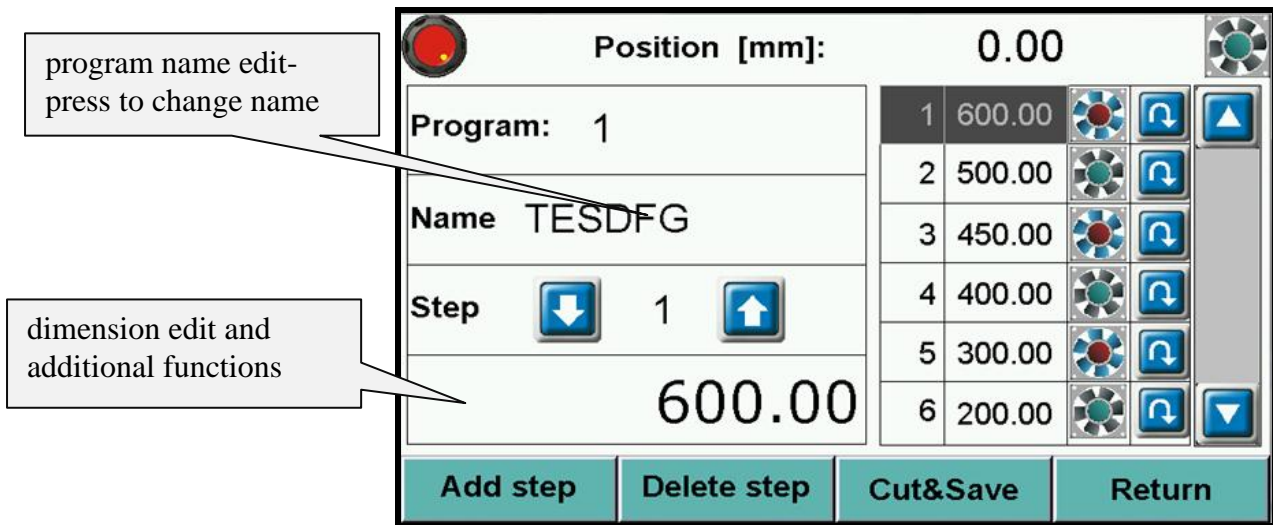 program name edit-
press to change name
dimension edit and
additional functions
Position [mm]: 0.00
Program: 1
Name TESDFG
Step 1
600.00
1 600.00
2 500.00
3 450.00
4 400.00
5 300.00
6 200.00
Add step Delete step Cut&Save Return